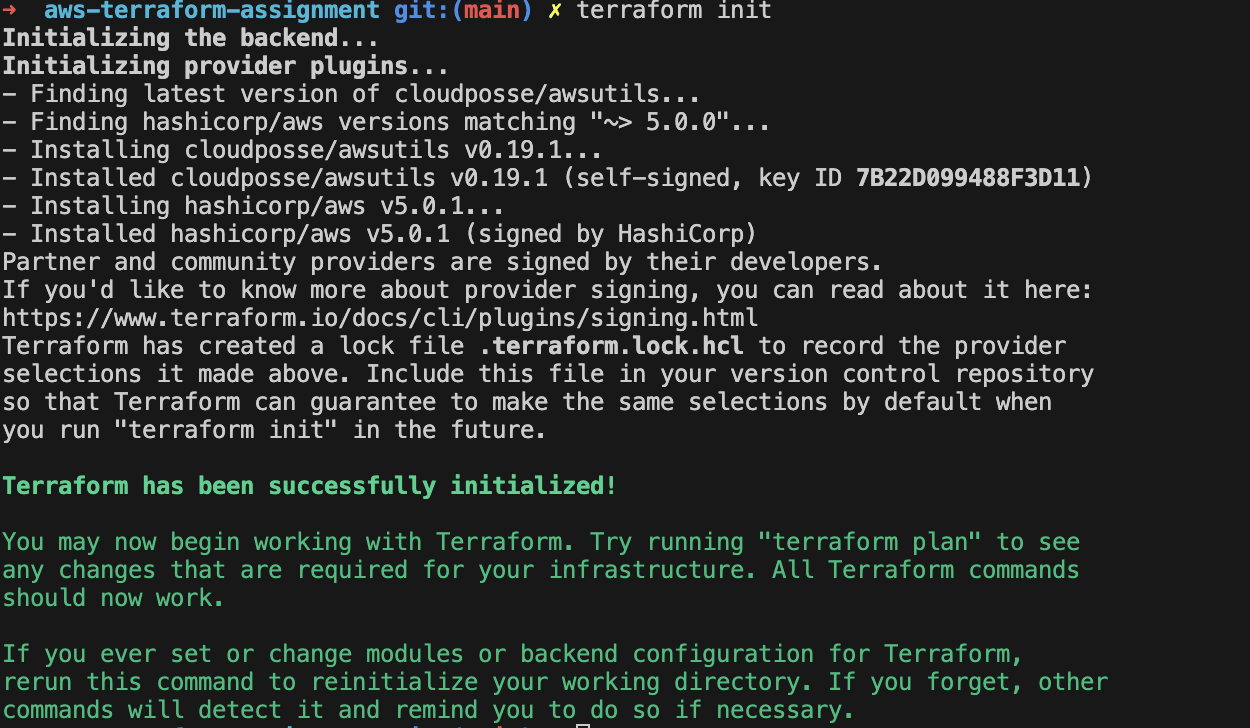 ➜ aws-terraform-assignment git:(main) ✗ terraform init
Initializing the backend...
Initializing provider plugins...
- Finding latest version of cloudposse/awsutils...
- Finding hashicorp/aws versions matching "~> 5.0.0"...
- Installing cloudposse/awsutils v0.19.1...
- Installed cloudposse/awsutils v0.19.1 (self-signed, key ID 7B22D099488F3D11)
- Installing hashicorp/aws v5.0.1...
- Installed hashicorp/aws v5.0.1 (signed by HashiCorp)
Partner and community providers are signed by their developers.
If you'd like to know more about provider signing, you can read about it here:
https://www.terraform.io/docs/cli/plugins/signing.html
Terraform has created a lock file .terraform.lock.hcl to record the provider
selections it made above. Include this file in your version control repository
so that Terraform can guarantee to make the same selections by default when
you run "terraform init" in the future.
Terraform has been successfully initialized!
You may now begin working with Terraform. Try running "terraform plan" to see
any changes that are required for your infrastructure. All Terraform commands
should now work.
If you ever set or change modules or backend configuration for Terraform,
rerun this command to reinitialize your working directory. If you forget, other
commands will detect it and remind you to do so if necessary.